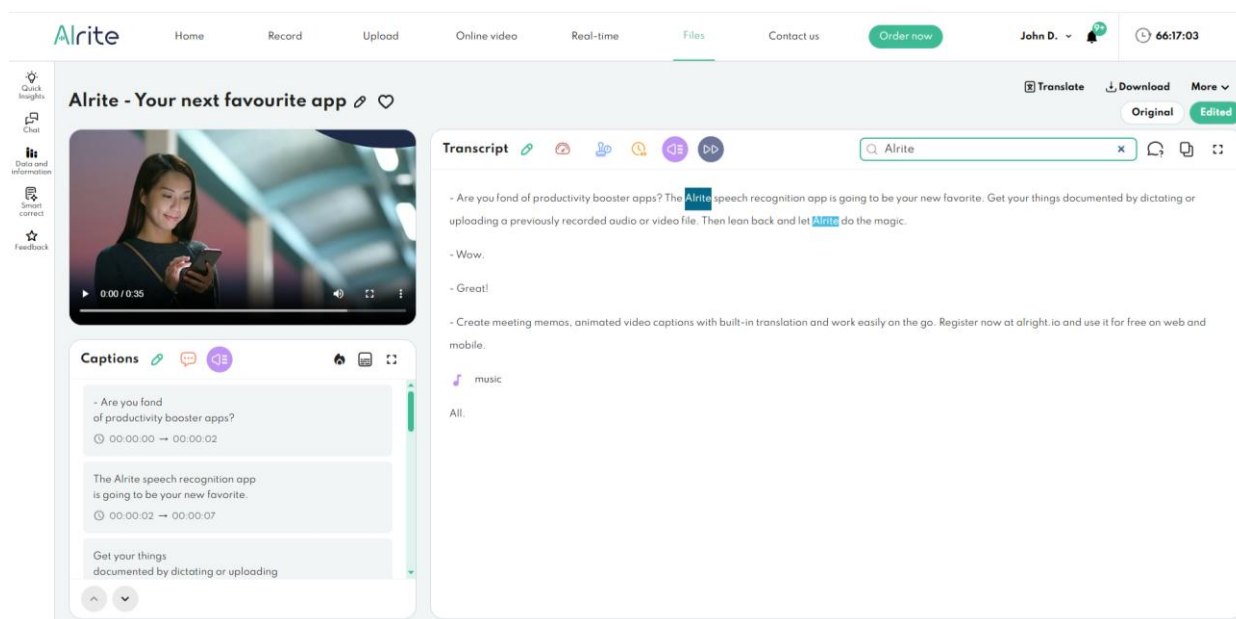 Alrite
Home
Record
Upload
Online video
Real-time
Files
Contact us
Order now
John D.
9+
66:17:03
Quick
Insights
Chat
Data and
information
Smart
correct
Feedback
Alrite - Your next favourite app
Translate
Download
More
Original
Edited
0:00 / 0:35
Captions
- Are you fond
of productivity booster apps?
00:00:00 → 00:00:02
The Alrite speech recognition app
is going to be your new favorite.
00:00:02 → 00:00:07
Get your things
documented by dictating or uploading
Transcript
Alrite
- Are you fond of productivity booster apps? The Alrite speech recognition app is going to be your new favorite. Get your things documented by dictating or
uploading a previously recorded audio or video file. Then lean back and let Alrite do the magic.
- Wow.
- Great!
- Create meeting memos, animated video captions with built-in translation and work easily on the go. Register now at alright.io and use it for free on web and
mobile.
music
All.